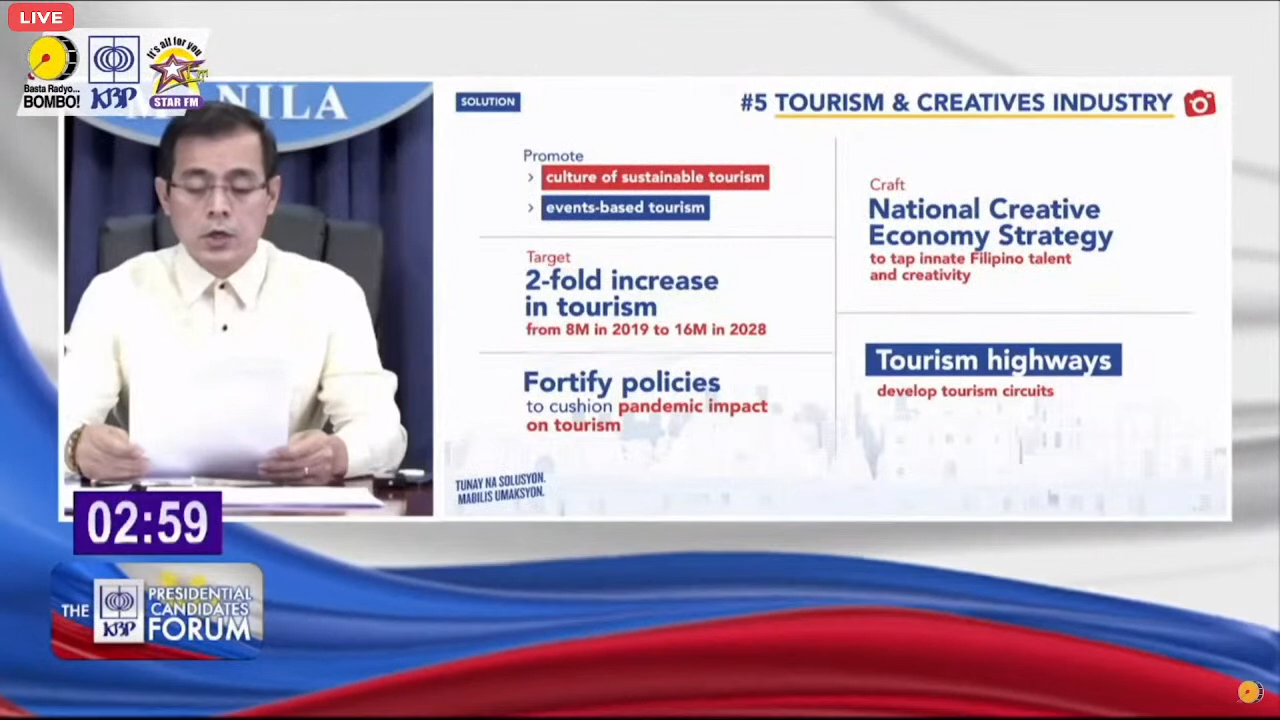 LIVE
It's all for you
Basta Radyo...
BOMBO!
KBP
STAR FM
MANILA
SOLUTION
#5 TOURISM & CREATIVES INDUSTRY
Promote
› culture of sustainable tourism
› events-based tourism
Target
2-fold increase
in tourism
from 8M in 2019 to 16M in 2028
Fortify policies
to cushion pandemic impact
on tourism
Craft
National Creative
Economy Strategy
to tap innate Filipino talent
and creativity
Tourism highways
develop tourism circuits
TUNAY NA SOLUSYON.
MABILIS UMAKSYON.
02:59
THE
KBP
PRESIDENTIAL
CANDIDATES
FORUM